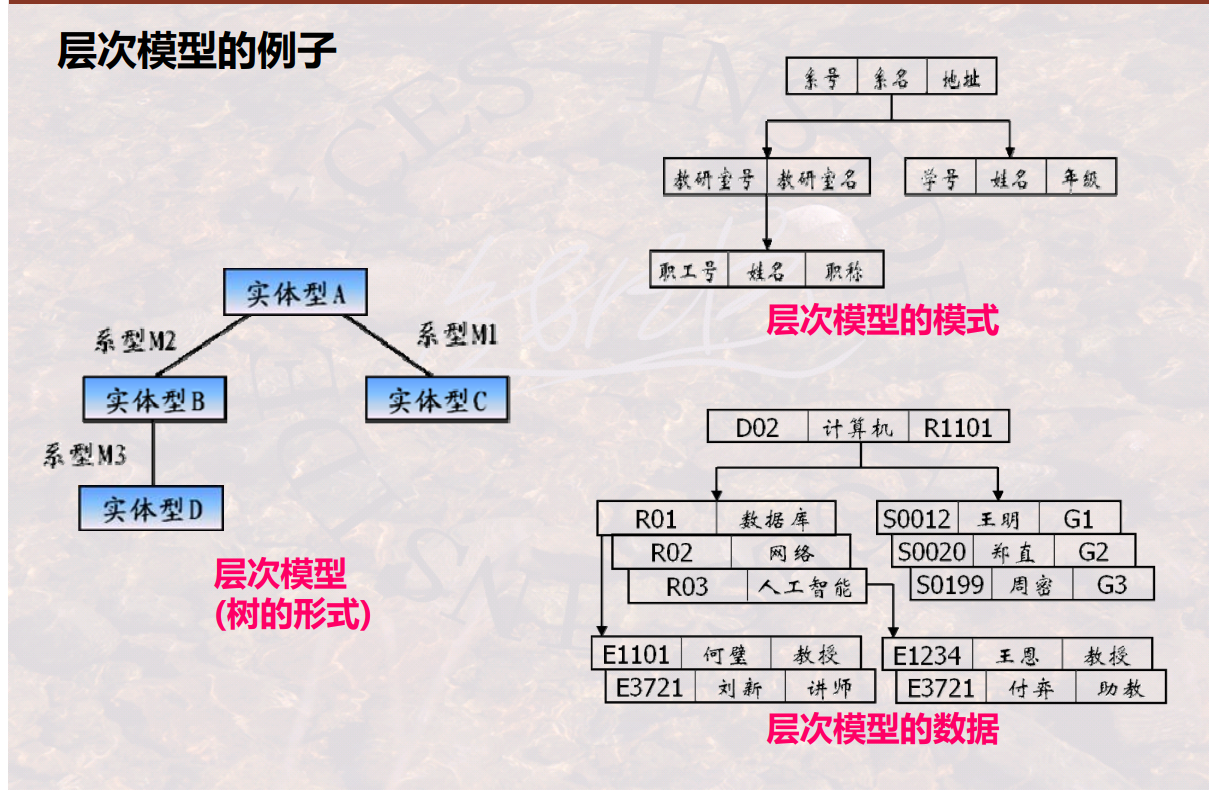 层次模型的例子
系号 系名 地址
教研室号 教研室名
学号 姓名 年级
职工号 姓名 职称
层次模型的模式
实体型A
系型M2
系型M1
实体型B
实体型C
系型M3
实体型D
层次模型
(树的形式)
D02 计算机 R1101
R01 数据库
R02 网络
R03 人工智能
S0012 王明 G1
S0020 郑直 G2
S0199 周密 G3
E1101 何璧 教授
E3721 刘新 讲师
E1234 王恩 教授
E3721 付弈 助教
层次模型的数据